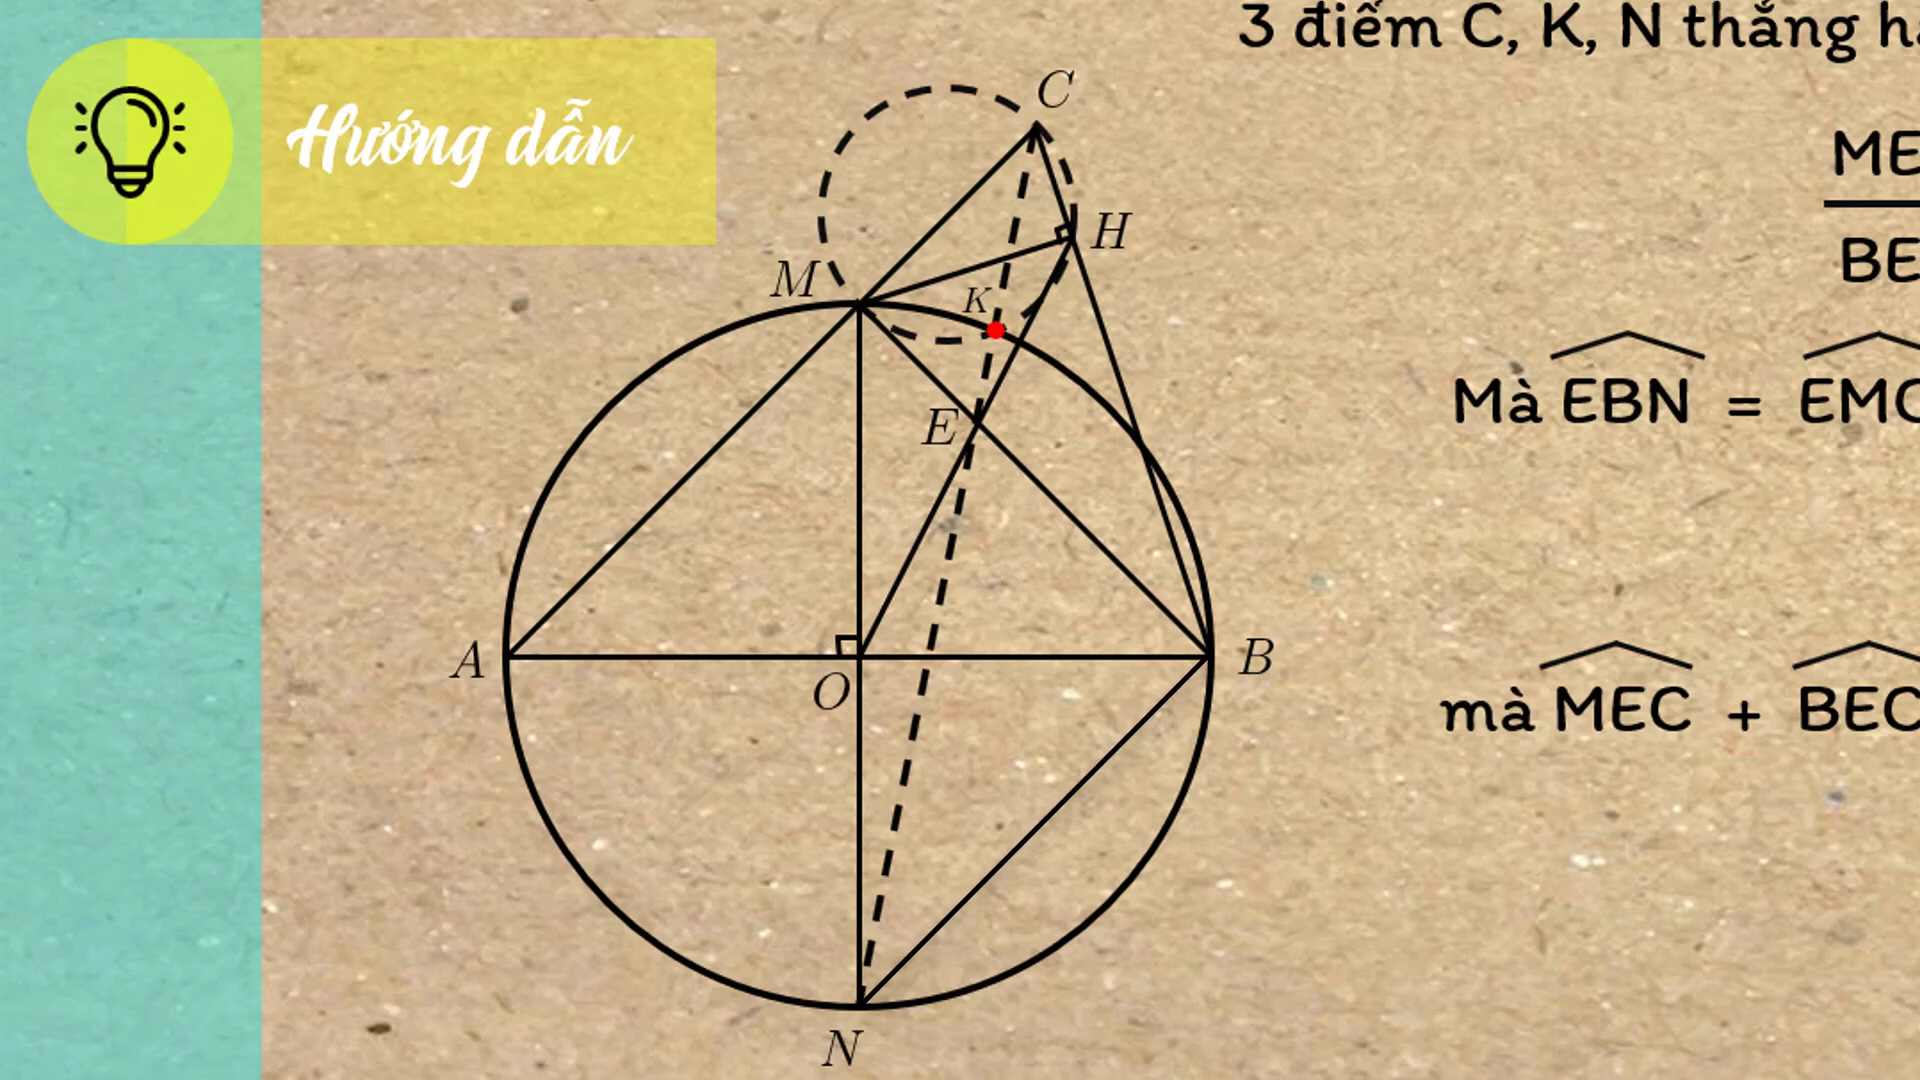 Hướng dẫn
3 điểm C, K, N thẳng h
ME
BE
Mà EBN = EMC
mà MEC + BEC
C
H
M
K
E
A
O
B
N